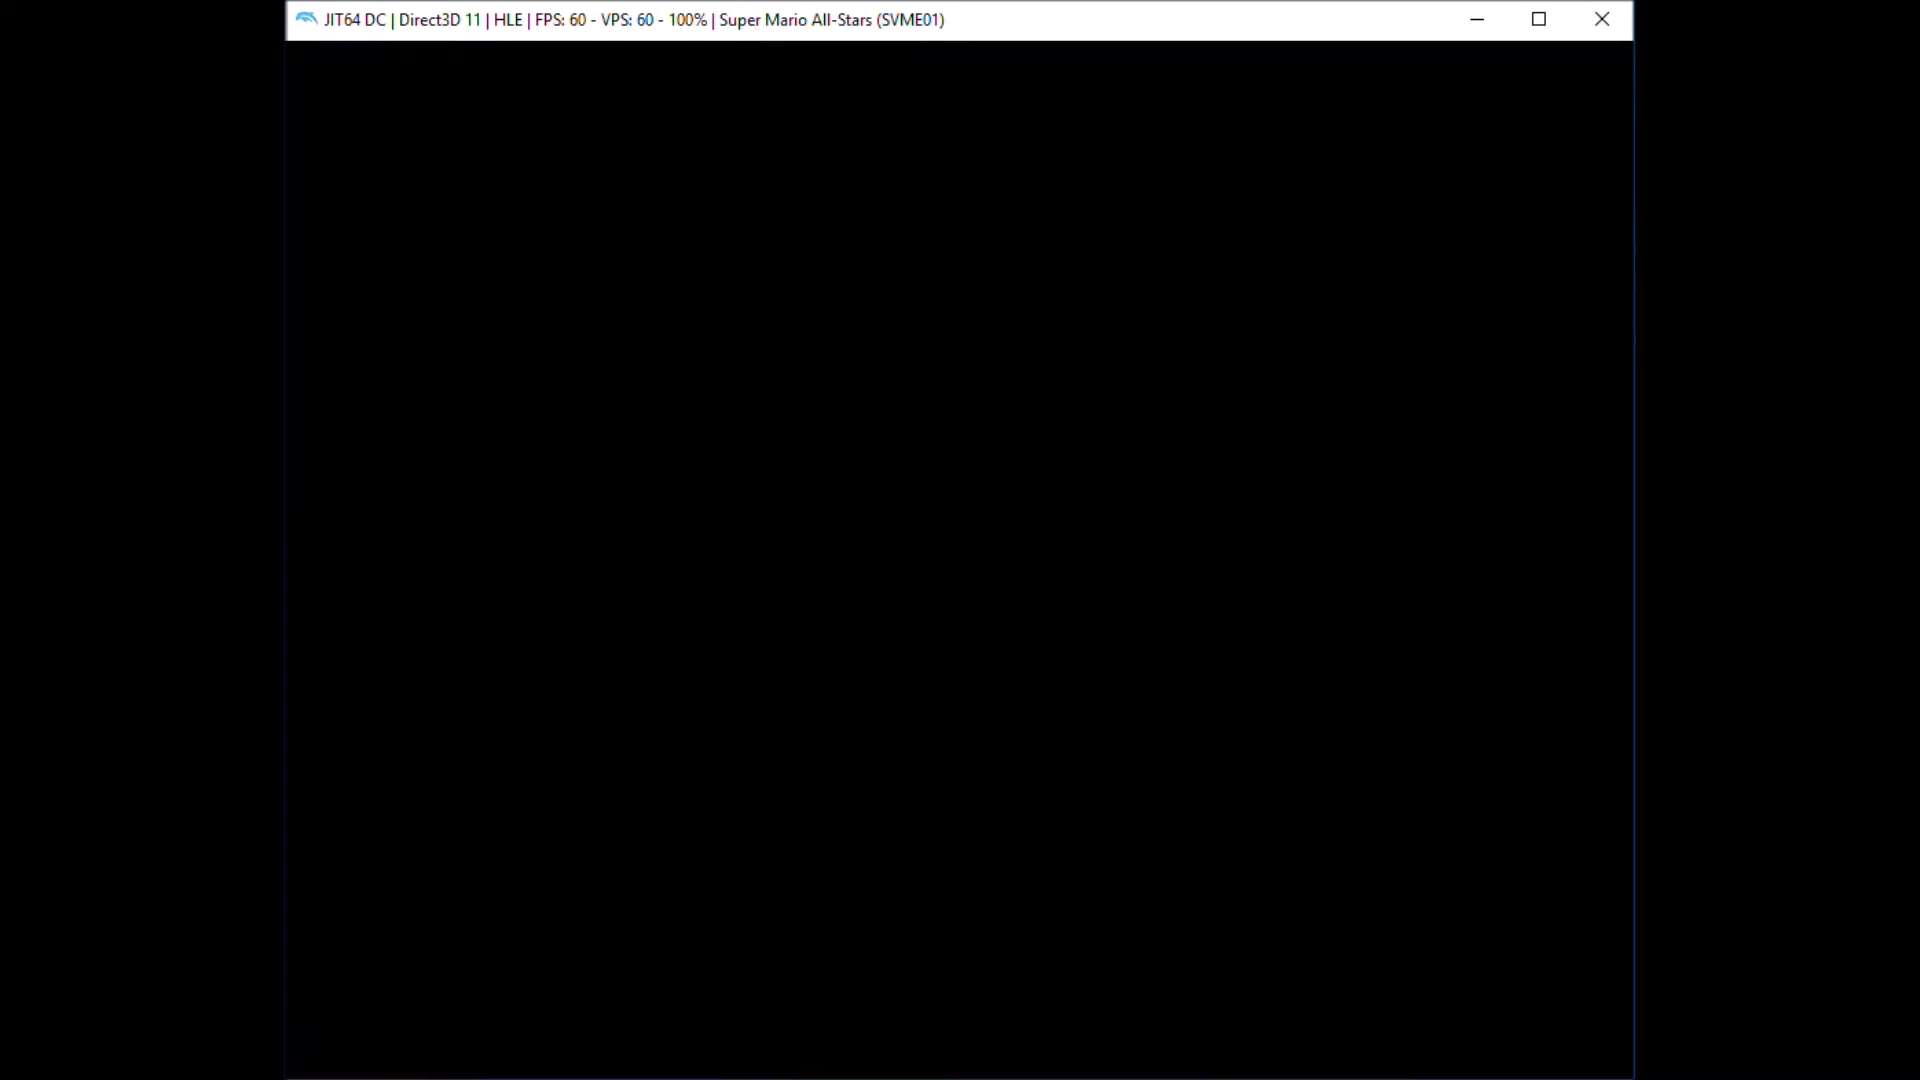 JIT64 DC | Direct3D 11 | HLE | FPS: 60 - VPS: 60 - 100% | Super Mario All-Stars (SVME01)